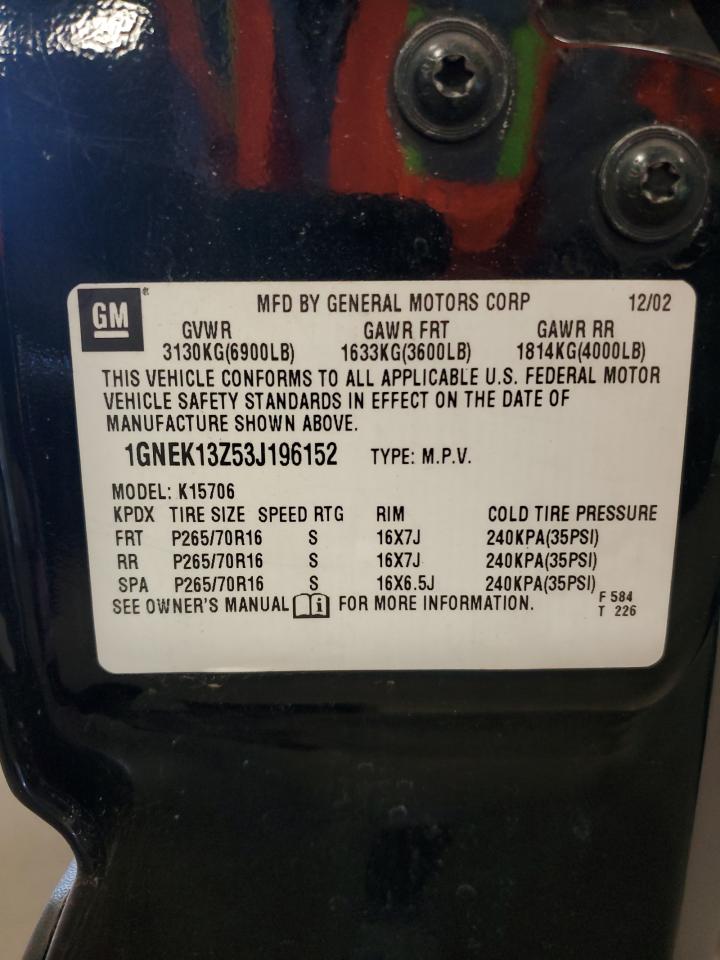 GM ®
MFD BY GENERAL MOTORS CORP 12/02
GVWR GAWR FRT GAWR RR
3130KG(6900LB) 1633KG(3600LB) 1814KG(4000LB)
THIS VEHICLE CONFORMS TO ALL APPLICABLE U.S. FEDERAL MOTOR
VEHICLE SAFETY STANDARDS IN EFFECT ON THE DATE OF
MANUFACTURE SHOWN ABOVE.
1GNEK13Z53J196152 TYPE: M.P.V.
MODEL: K15706
KPDX TIRE SIZE SPEED RTG RIM COLD TIRE PRESSURE
FRT P265/70R16 S 16X7J 240KPA(35PSI)
RR P265/70R16 S 16X7J 240KPA(35PSI)
SPA P265/70R16 S 16X6.5J 240KPA(35PSI)
SEE OWNER'S MANUAL i FOR MORE INFORMATION.
F 584
T 226